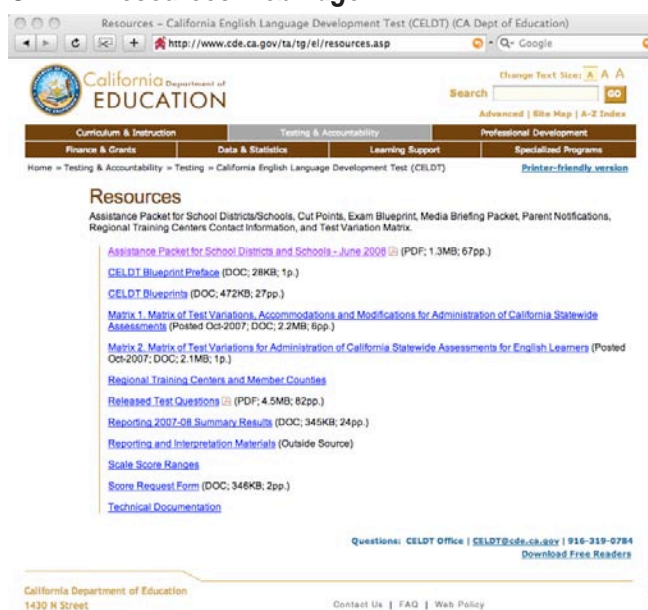 Resources – California English Language Development Test (CELDT) (CA Dept of Education)
http://www.cde.ca.gov/ta/tg/el/resources.asp
Google
California Department of
EDUCATION
Change Text Size: A A A
Search GO
Advanced | Site Map | A-Z Index
Curriculum & Instruction Testing & Accountability Professional Development
Finance & Grants Data & Statistics Learning Support Specialized Programs
Home » Testing & Accountability » Testing » California English Language Development Test (CELDT) Printer-friendly version
Resources
Assistance Packet for School Districts/Schools, Cut Points, Exam Blueprint, Media Briefing Packet, Parent Notifications,
Regional Training Centers Contact Information, and Test Variation Matrix.
Assistance Packet for School Districts and Schools - June 2008 (PDF; 1.3MB; 67pp.)
CELDT Blueprint Preface (DOC; 28KB; 1p.)
CELDT Blueprints (DOC; 472KB; 27pp.)
Matrix 1. Matrix of Test Variations, Accommodations and Modifications for Administration of California Statewide
Assessments (Posted Oct-2007; DOC; 2.2MB; 6pp.)
Matrix 2. Matrix of Test Variations for Administration of California Statewide Assessments for English Learners (Posted
Oct-2007; DOC; 2.1MB; 1p.)
Regional Training Centers and Member Counties
Released Test Questions (PDF; 4.5MB; 82pp.)
Reporting 2007-08 Summary Results (DOC; 345KB; 24pp.)
Reporting and Interpretation Materials (Outside Source)
Scale Score Ranges
Score Request Form (DOC; 346KB; 2pp.)
Technical Documentation
Questions: CELDT Office | CELDT@cde.ca.gov | 916-319-0784
Download Free Readers
California Department of Education
1430 N Street
Contact Us | FAQ | Web Policy